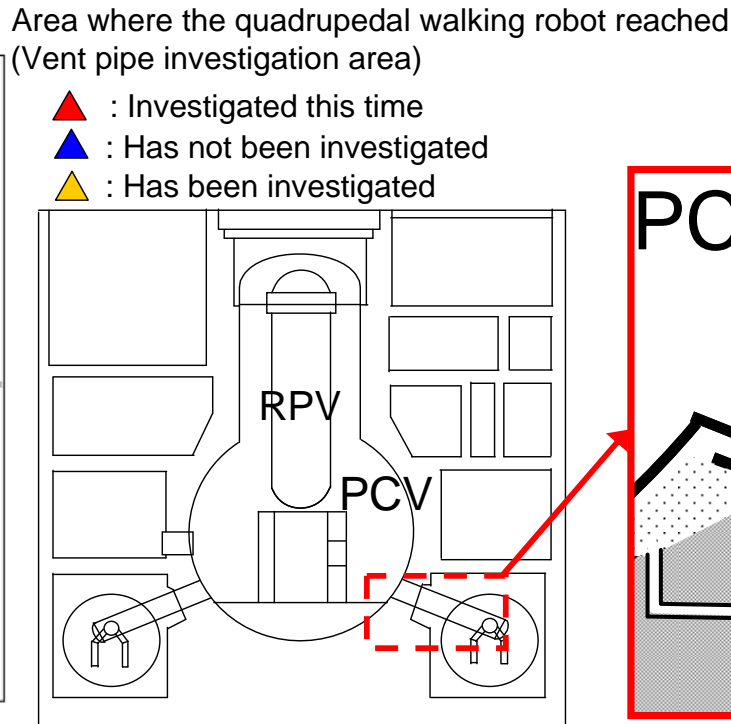 Area where the quadrupedal walking robot reached
(Vent pipe investigation area)
: Investigated this time
: Has not been investigated
: Has been investigated
RPV
PCV
PC